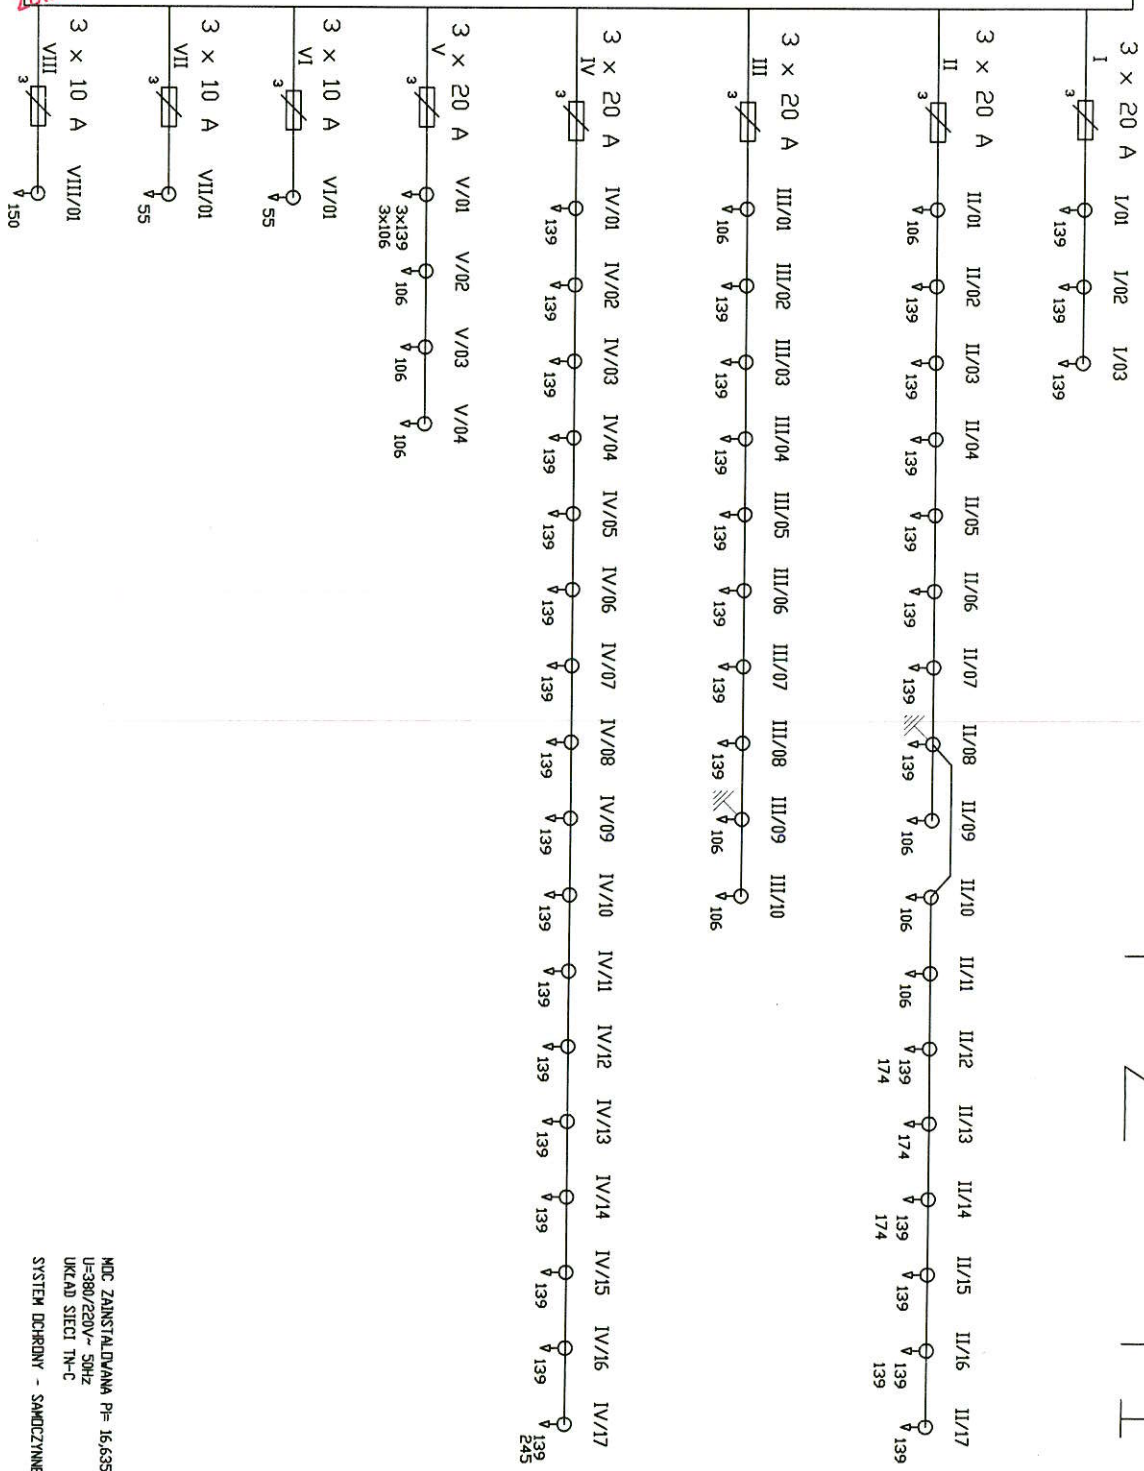 3 x 20 A
I
3
I/01 I/02 I/03
139 139 139
3 x 20 A
II
3
II/01 II/02 II/03 II/04 II/05 II/06 II/07 II/08 II/09 II/10 II/11 II/12 II/13 II/14 II/15 II/16 II/17
106 139 139 139 139 139 139 139 106 106 106 139 174 139 139 139 139
174 174 139
3 x 20 A
III
3
III/01 III/02 III/03 III/04 III/05 III/06 III/07 III/08 III/09 III/10
106 139 139 139 139 139 139 139 106 106
3 x 20 A
IV
3
IV/01 IV/02 IV/03 IV/04 IV/05 IV/06 IV/07 IV/08 IV/09 IV/10 IV/11 IV/12 IV/13 IV/14 IV/15 IV/16 IV/17
139 139 139 139 139 139 139 139 139 139 139 139 139 139 139 139 139
245
3 x 20 A
V
3
V/01 V/02 V/03 V/04
3x139 106 106 106
3x106
3 x 10 A
VI
3
VI/01
55
3 x 10 A
VII
3
VII/01
55
3 x 10 A
VIII
3
VIII/01
150
MOC ZAINSTALOWANA Pi= 16,635
U=380/220V~ 50Hz
UKŁAD SIECI TN-C
SYSTEM OCHRONY - SAMOCZYNNE